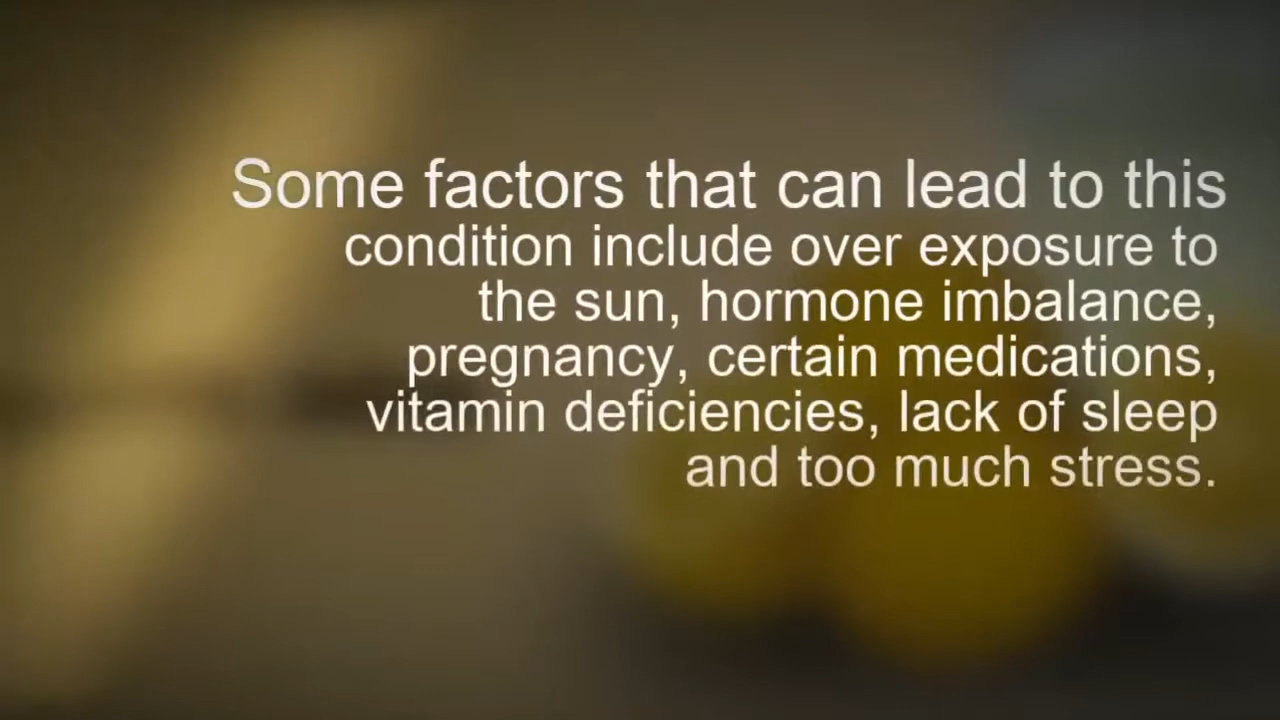 Some factors that can lead to this
condition include over exposure to
the sun, hormone imbalance,
pregnancy, certain medications,
vitamin deficiencies, lack of sleep
and too much stress.